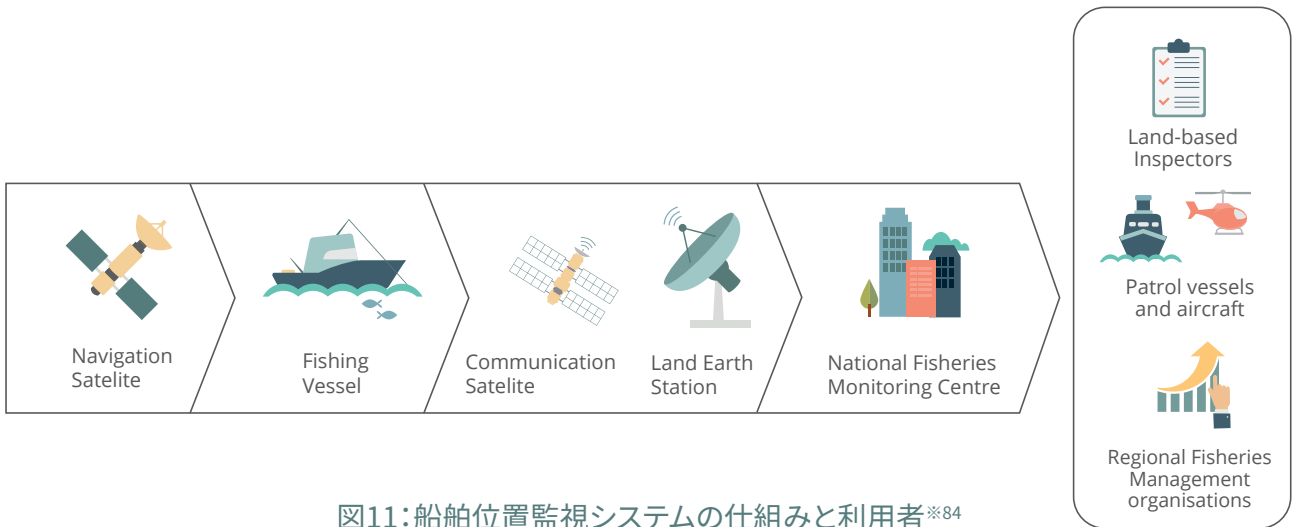 Navigation
Satelite
Fishing
Vessel
Communication
Satelite
Land Earth
Station
National Fisheries
Monitoring Centre
Land-based
Inspectors
Patrol vessels
and aircraft
Regional Fisheries
Management
organisations
図11：船舶位置監視システムの仕組みと利用者※84